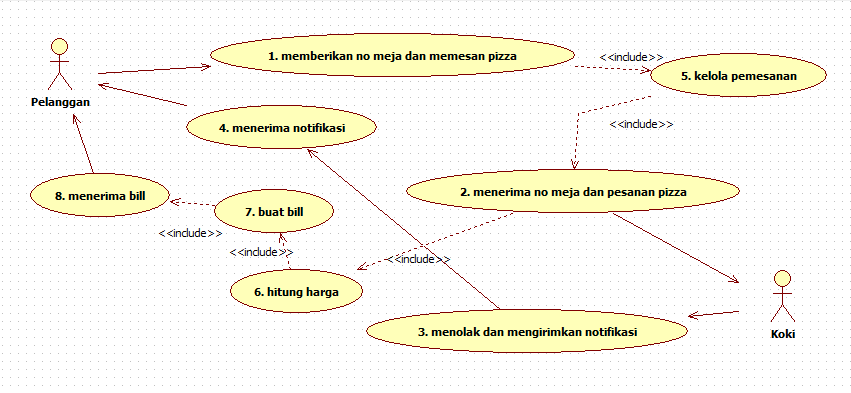 1. memberikan no meja dan memesan pizza
<<include>>
5. kelola pemesanan
Pelanggan
4. menerima notifikasi
<<include>>
8. menerima bill
2. menerima no meja dan pesanan pizza
7. buat bill
<<include>>
<<include>>
<<include>>
6. hitung harga
3. menolak dan mengirimkan notifikasi
Koki